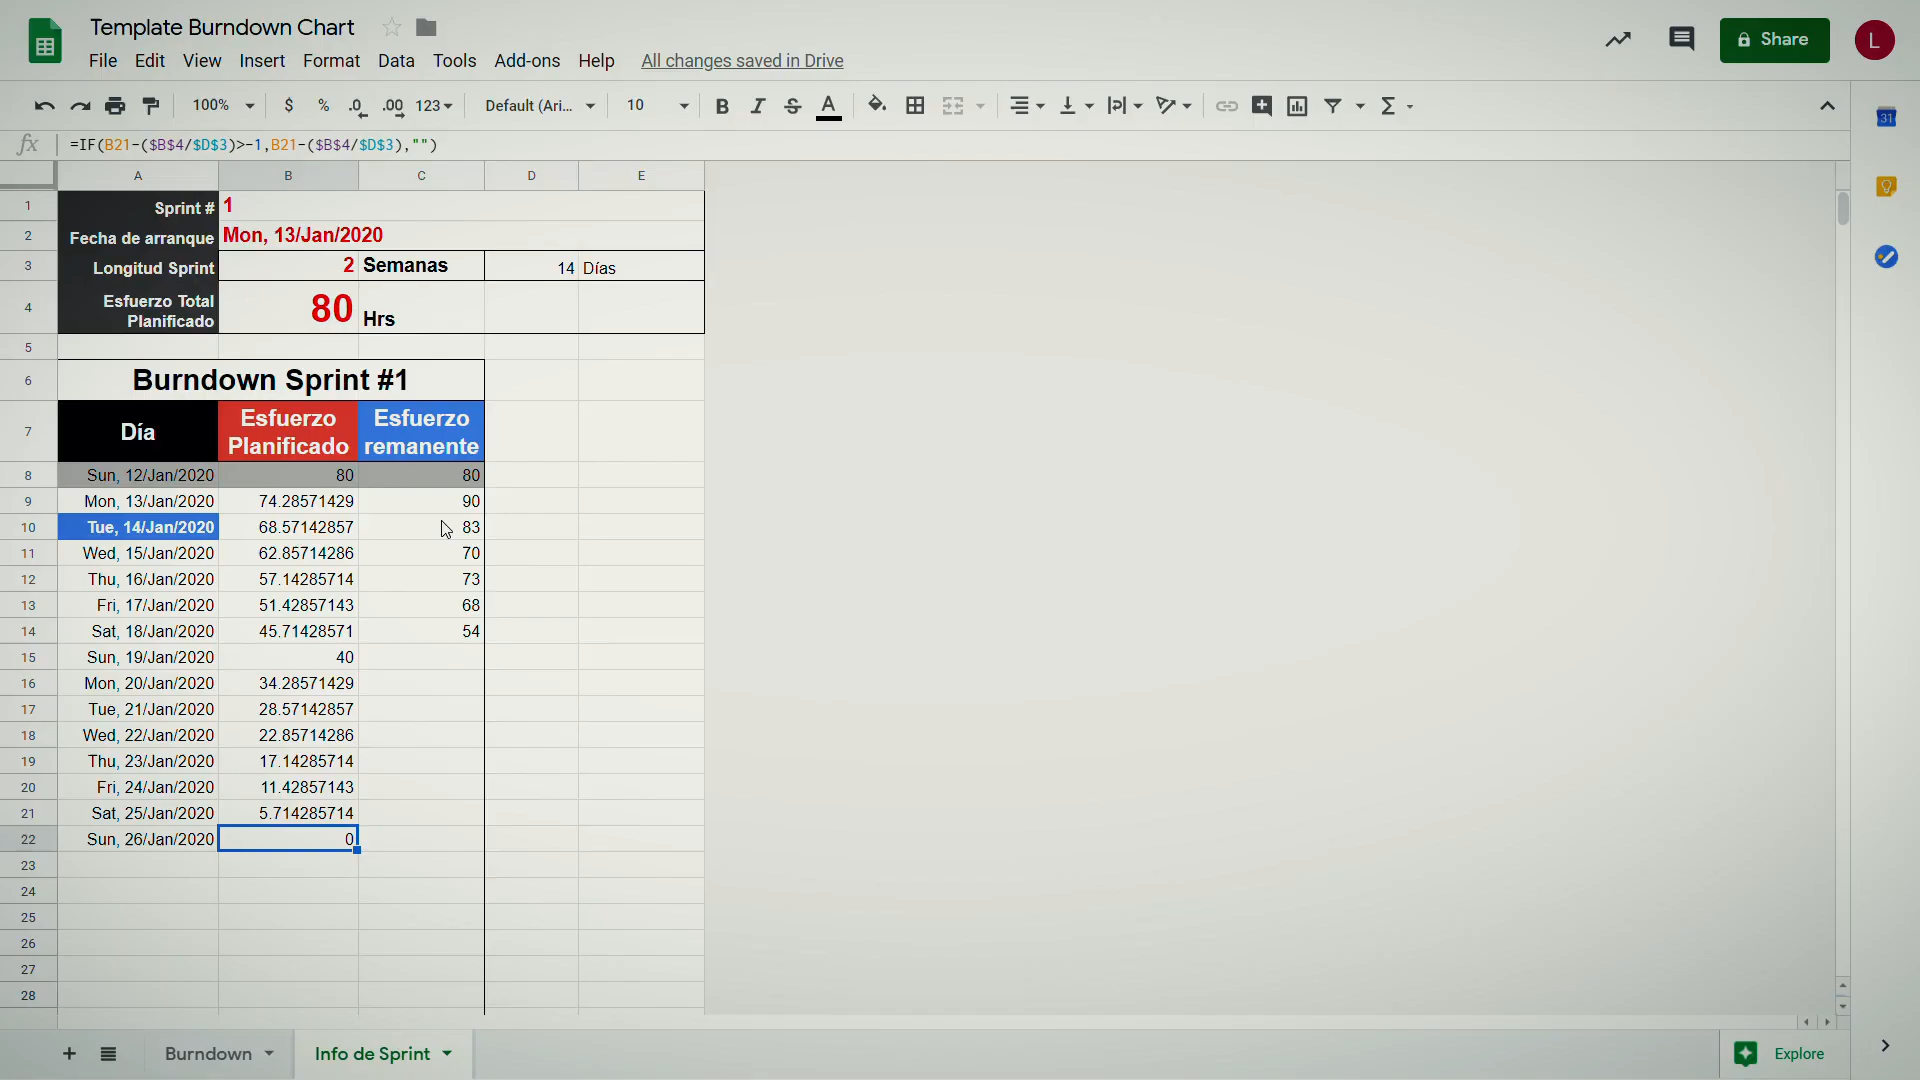 Template Burndown Chart
File Edit View Insert Format Data Tools Add-ons Help All changes saved in Drive
Share
L
100% $ % .0 .00 123 Default (Ari... 10 B I S A Σ
31
fx =IF(B21-($B$4/$D$3)>-1,B21-($B$4/$D$3),"")
A B C D E
1 Sprint # 1
2 Fecha de arranque Mon, 13/Jan/2020
3 Longitud Sprint 2 Semanas 14 Días
4 Esfuerzo Total Planificado 80 Hrs
5
6 Burndown Sprint #1
7 Día Esfuerzo Planificado Esfuerzo remanente
8 Sun, 12/Jan/2020 80 80
9 Mon, 13/Jan/2020 74.28571429 90
10 Tue, 14/Jan/2020 68.57142857 83
11 Wed, 15/Jan/2020 62.85714286 70
12 Thu, 16/Jan/2020 57.14285714 73
13 Fri, 17/Jan/2020 51.42857143 68
14 Sat, 18/Jan/2020 45.71428571 54
15 Sun, 19/Jan/2020 40
16 Mon, 20/Jan/2020 34.28571429
17 Tue, 21/Jan/2020 28.57142857
18 Wed, 22/Jan/2020 22.85714286
19 Thu, 23/Jan/2020 17.14285714
20 Fri, 24/Jan/2020 11.42857143
21 Sat, 25/Jan/2020 5.714285714
22 Sun, 26/Jan/2020 0
23
24
25
26
27
28
+ Burndown Info de Sprint Explore